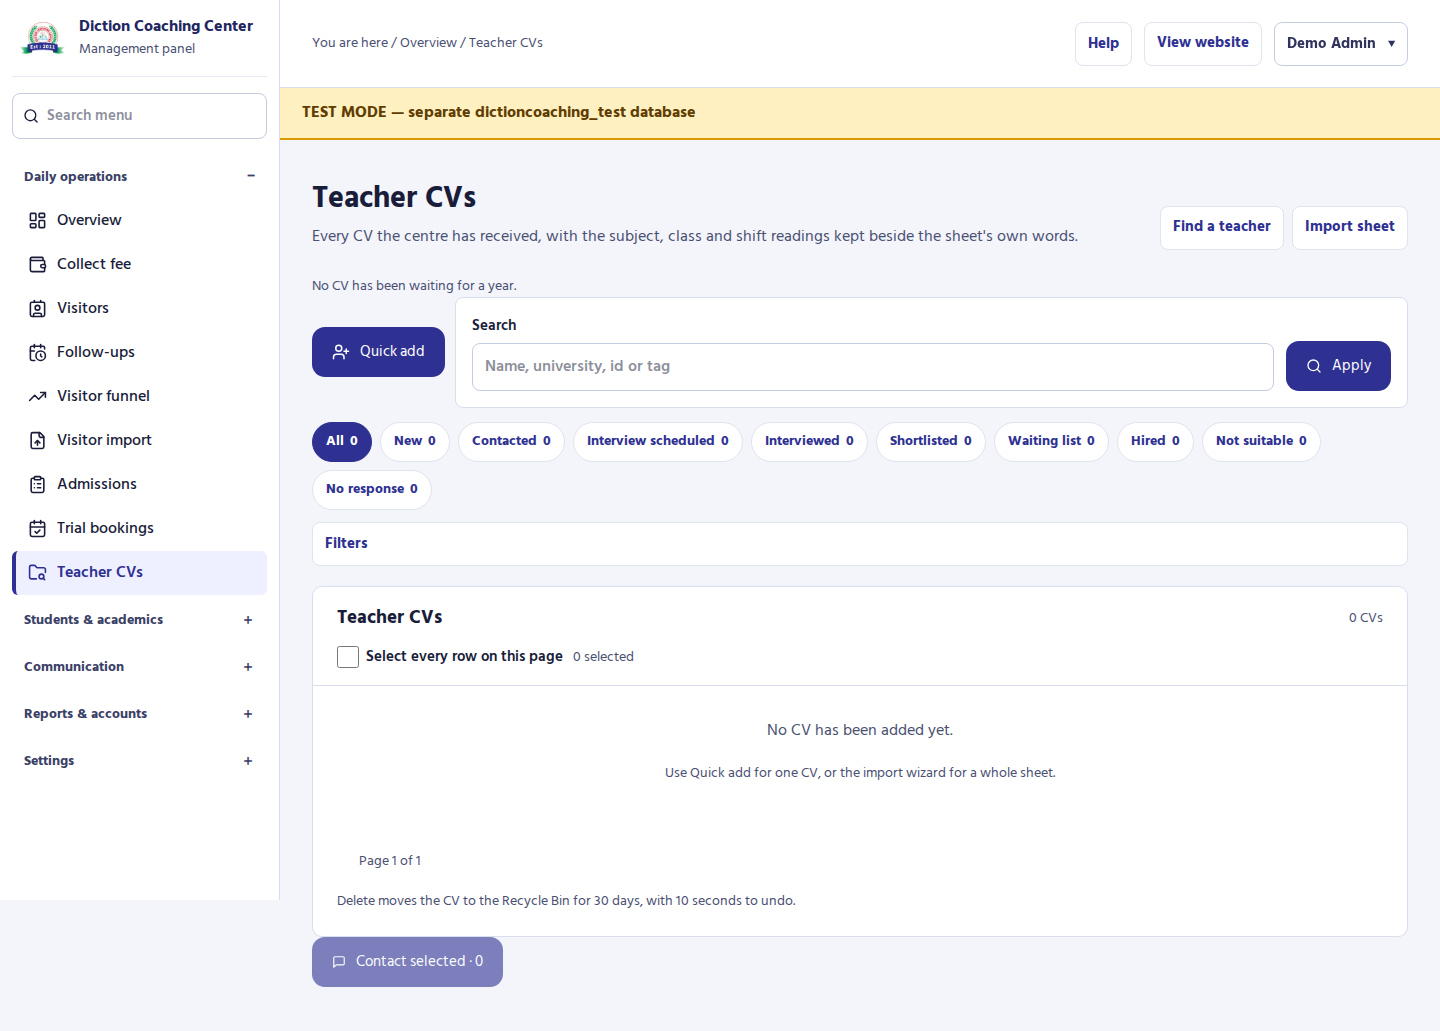 Diction Coaching Center
Management panel
Est : 2011
Search menu
Daily operations −
Overview
Collect fee
Visitors
Follow-ups
Visitor funnel
Visitor import
Admissions
Trial bookings
Teacher CVs
Students & academics +
Communication +
Reports & accounts +
Settings +
You are here / Overview / Teacher CVs
Help
View website
Demo Admin ▾
TEST MODE — separate dictioncoaching_test database
Teacher CVs
Every CV the centre has received, with the subject, class and shift readings kept beside the sheet's own words.
Find a teacher
Import sheet
No CV has been waiting for a year.
Quick add
Search
Name, university, id or tag
Apply
All 0
New 0
Contacted 0
Interview scheduled 0
Interviewed 0
Shortlisted 0
Waiting list 0
Hired 0
Not suitable 0
No response 0
Filters
Teacher CVs
0 CVs
Select every row on this page 0 selected
No CV has been added yet.
Use Quick add for one CV, or the import wizard for a whole sheet.
Page 1 of 1
Delete moves the CV to the Recycle Bin for 30 days, with 10 seconds to undo.
Contact selected · 0